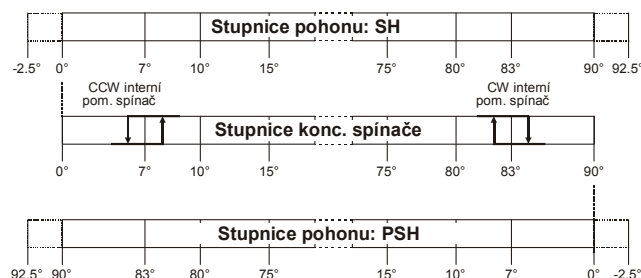 Stupnice pohonu: SH
-2.5° 0° 7° 10° 15° 75° 80° 83° 90° 92.5°
CCW interní CW interní
pom. spínač pom. spínač
Stupnice konc. spínače
0° 7° 10° 15° 75° 80° 83° 90°
Stupnice pohonu: PSH
92.5° 90° 83° 80° 75° 15° 10° 7° 0° -2.5°